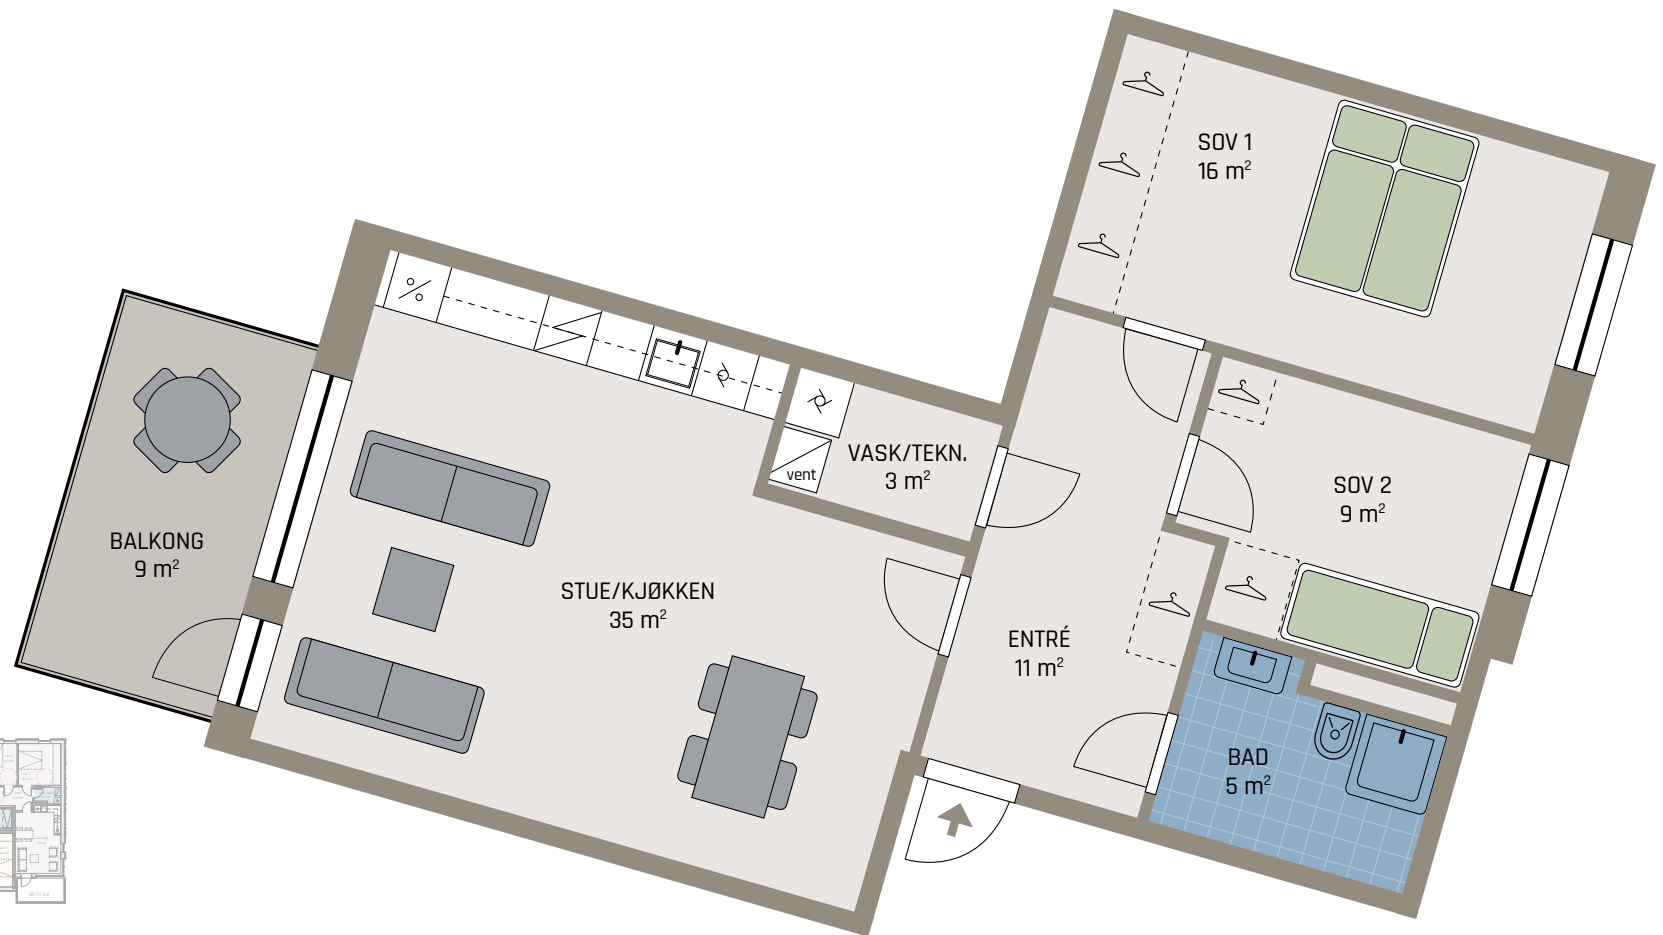 SOV 1
16 m²
VASK/TEKN.
3 m²
vent
SOV 2
9 m²
BALKONG
9 m²
STUE/KJØKKEN
35 m²
ENTRÉ
11 m²
BAD
5 m²